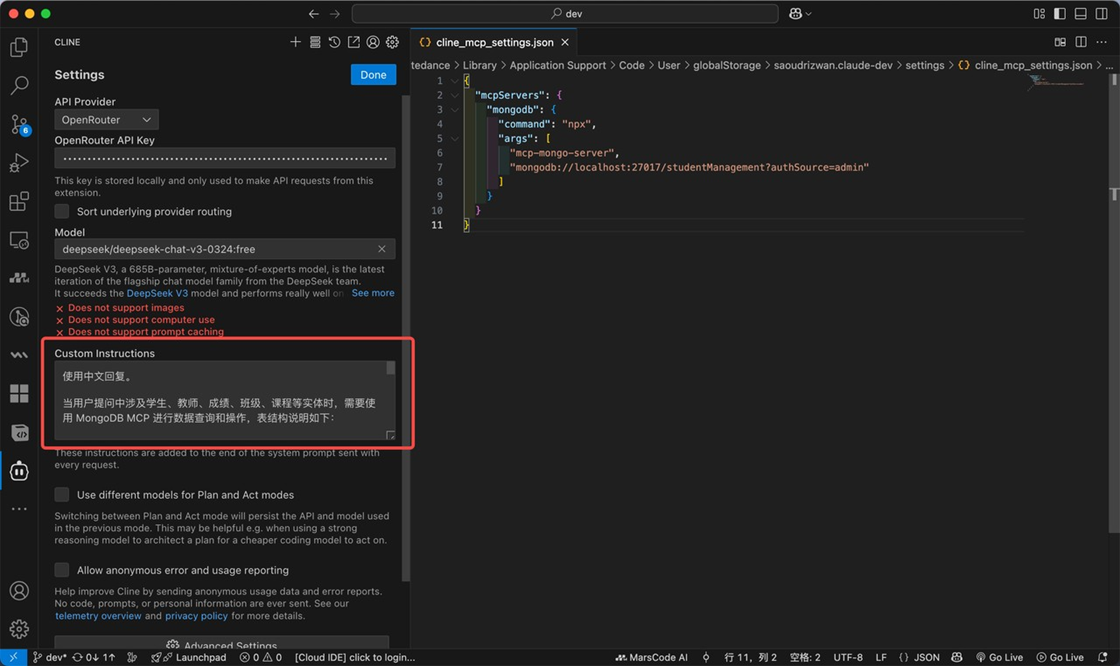 dev
CLINE
Settings
Done
API Provider
OpenRouter
OpenRouter API Key
••••••••••••••••••••••••••••••••••••••••••••••••••••••••••••
This key is stored locally and only used to make API requests from this
extension.
Sort underlying provider routing
Model
deepseek/deepseek-chat-v3-0324:free
DeepSeek V3, a 685B-parameter, mixture-of-experts model, is the latest
iteration of the flagship chat model family from the DeepSeek team.
It succeeds the DeepSeek V3 model and performs really well on See more
Does not support images
Does not support computer use
Does not support prompt caching
Custom Instructions
使用中文回复。
当用户提问中涉及学生、教师、成绩、班级、课程等实体时，需要使
用 MongoDB MCP 进行数据查询和操作，表结构说明如下：
These instructions are added to the end of the system prompt sent with
every request.
Use different models for Plan and Act modes
Switching between Plan and Act mode will persist the API and model used
in the previous mode. This may be helpful e.g. when using a strong
reasoning model to architect a plan for a cheaper coding model to act on.
Allow anonymous error and usage reporting
Help improve Cline by sending anonymous usage data and error reports.
No code, prompts, or personal information are ever sent. See our
telemetry overview and privacy policy for more details.
Advanced Settings
6
{} cline_mcp_settings.json
tedance > Library > Application Support > Code > User > globalStorage > saoudrizwan.claude-dev > settings > {} cline_mcp_settings.json > ...
1 {
2 "mcpServers": {
3 "mongodb": {
4 "command": "npx",
5 "args": [
6 "mcp-mongo-server",
7 "mongodb://localhost:27017/studentManagement?authSource=admin"
8 ]
9 }
10 }
11 }
dev* 0↓ 1↑ Launchpad 0 0 [Cloud IDE] click to login... MarsCode AI 行 11，列 2 空格: 2 UTF-8 LF {} JSON Go Live Go Live